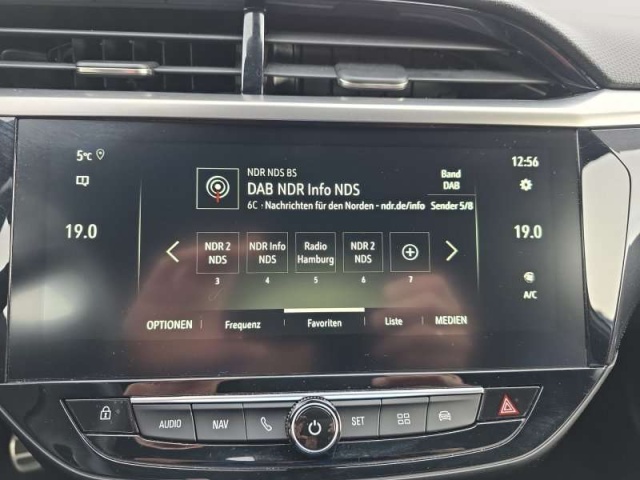 5°C
NDR NDS BS
DAB NDR Info NDS
6C · Nachrichten für den Norden - ndr.de/info
Band
DAB
Sender 5/8
12:56
19.0
19.0
NDR 2
NDS
NDR Info
NDS
Radio
Hamburg
NDR 2
NDS
3
4
5
6
7
A/C
OPTIONEN
Frequenz
Favoriten
Liste
MEDIEN
AUDIO
NAV
SET